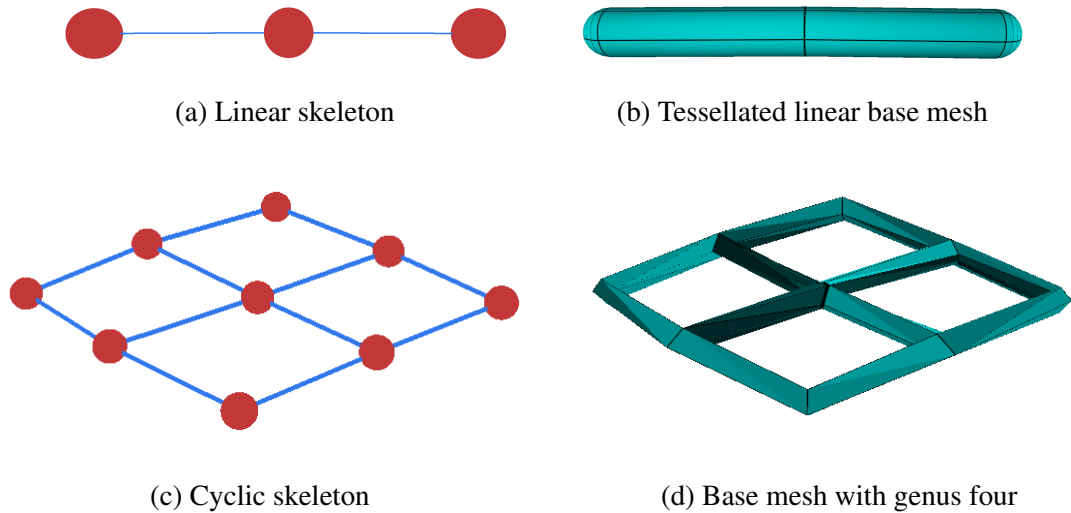 (a) Linear skeleton
(b) Tessellated linear base mesh
(c) Cyclic skeleton
(d) Base mesh with genus four